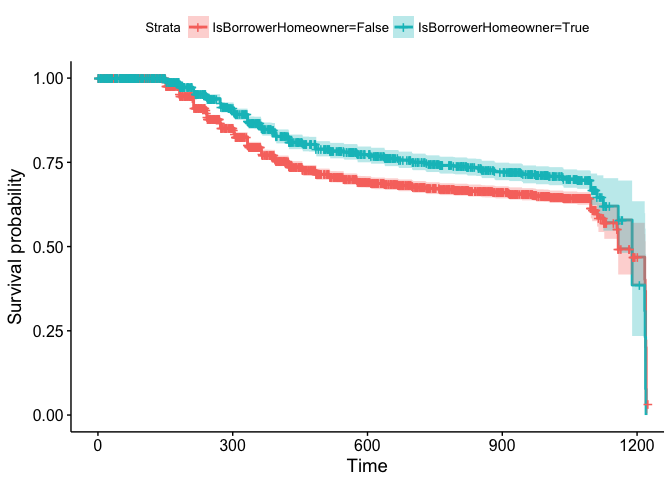 Strata IsBorrowerHomeowner=False IsBorrowerHomeowner=True
1.00
0.75
0.50
0.25
0.00
Survival probability
0 300 600 900 1200
Time